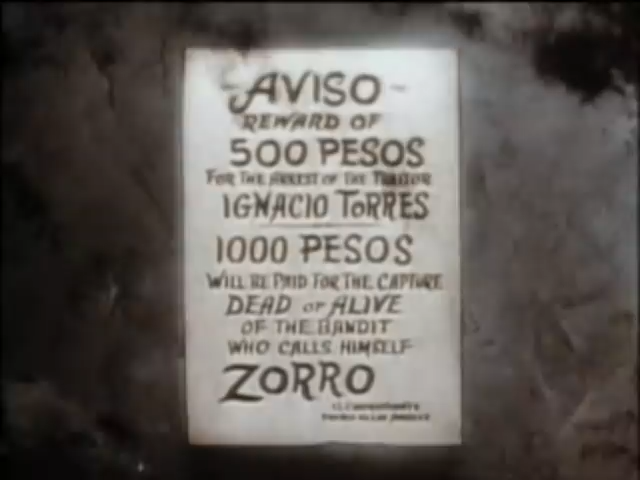 AVISO
REWARD OF
500 PESOS
FOR THE ARREST OF THE TRAITOR
IGNACIO TORRES
1000 PESOS
WILL BE PAID FOR THE CAPTURE
DEAD OR ALIVE
OF THE BANDIT
WHO CALLS HIMSELF
ZORRO